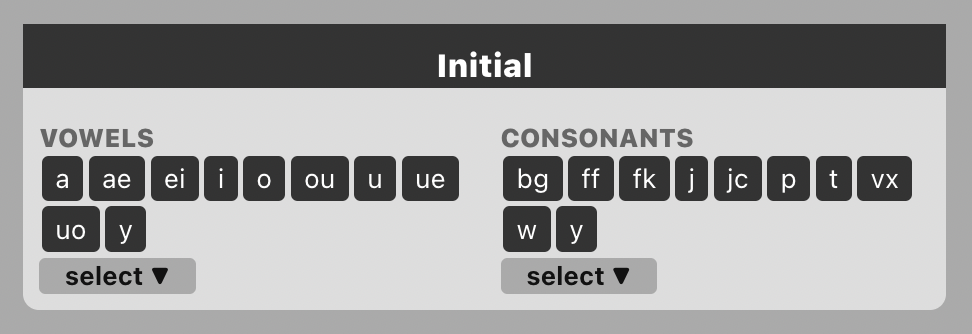 Initial
VOWELS
a ae ei i o ou u ue
uo y
select ▼
CONSONANTS
bg ff fk j jc p t vx
w y
select ▼